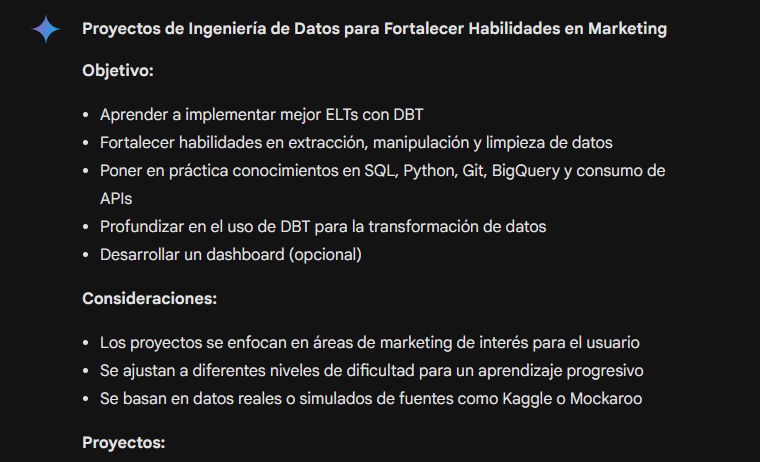 Proyectos de Ingeniería de Datos para Fortalecer Habilidades en Marketing
Objetivo:
• Aprender a implementar mejor ELTs con DBT
• Fortalecer habilidades en extracción, manipulación y limpieza de datos
• Poner en práctica conocimientos en SQL, Python, Git, BigQuery y consumo de
APIs
• Profundizar en el uso de DBT para la transformación de datos
• Desarrollar un dashboard (opcional)
Consideraciones:
• Los proyectos se enfocan en áreas de marketing de interés para el usuario
• Se ajustan a diferentes niveles de dificultad para un aprendizaje progresivo
• Se basan en datos reales o simulados de fuentes como Kaggle o Mockaroo
Proyectos: